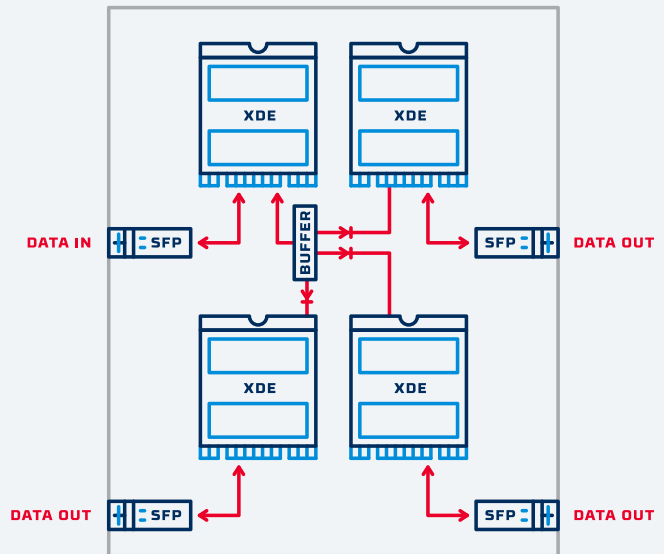 XDE
XDE
BUFFER
DATA IN
SFP
SFP
DATA OUT
XDE
XDE
DATA OUT
SFP
SFP
DATA OUT